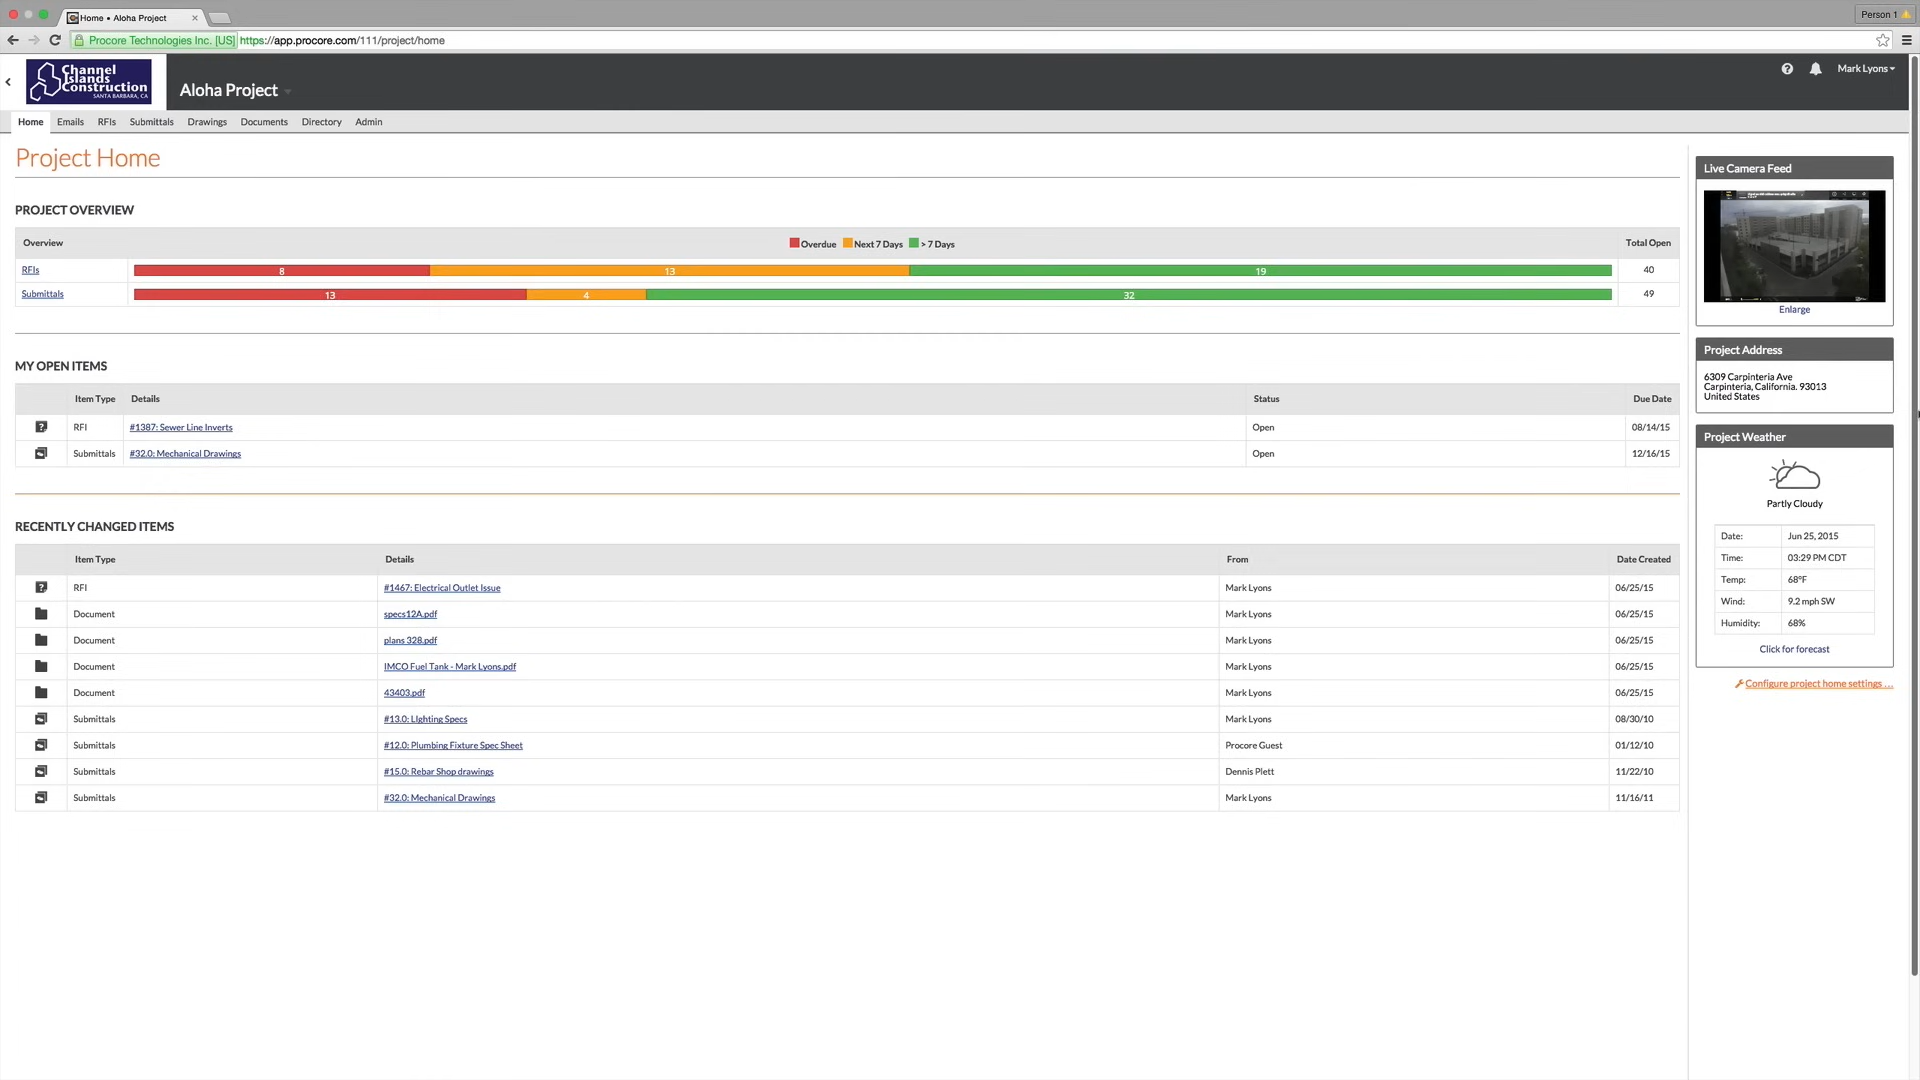 Home • Aloha Project
Person 1
Procore Technologies Inc. [US] https://app.procore.com/111/project/home
Channel
Islands
Construction
SANTA BARBARA, CA
Aloha Project
Mark Lyons
Home Emails RFIs Submittals Drawings Documents Directory Admin
Project Home
PROJECT OVERVIEW
Overview Overdue Next 7 Days > 7 Days Total Open
RFIs 8 13 19 40
Submittals 13 4 32 49
MY OPEN ITEMS
Item Type Details Status Due Date
RFI #1387: Sewer Line Inverts Open 08/14/15
Submittals #32.0: Mechanical Drawings Open 12/16/15
RECENTLY CHANGED ITEMS
Item Type Details From Date Created
RFI #1467: Electrical Outlet Issue Mark Lyons 06/25/15
Document specs12A.pdf Mark Lyons 06/25/15
Document plans 328.pdf Mark Lyons 06/25/15
Document IMCO Fuel Tank - Mark Lyons.pdf Mark Lyons 06/25/15
Document 43403.pdf Mark Lyons 06/25/15
Submittals #13.0: LIghting Specs Mark Lyons 08/30/10
Submittals #12.0: Plumbing Fixture Spec Sheet Procore Guest 01/12/10
Submittals #15.0: Rebar Shop drawings Dennis Plett 11/22/10
Submittals #32.0: Mechanical Drawings Mark Lyons 11/16/11
Live Camera Feed
Enlarge
Project Address
6309 Carpinteria Ave
Carpinteria, California. 93013
United States
Project Weather
Partly Cloudy
Date: Jun 25, 2015
Time: 03:29 PM CDT
Temp: 68°F
Wind: 9.2 mph SW
Humidity: 68%
Click for forecast
Configure project home settings ...